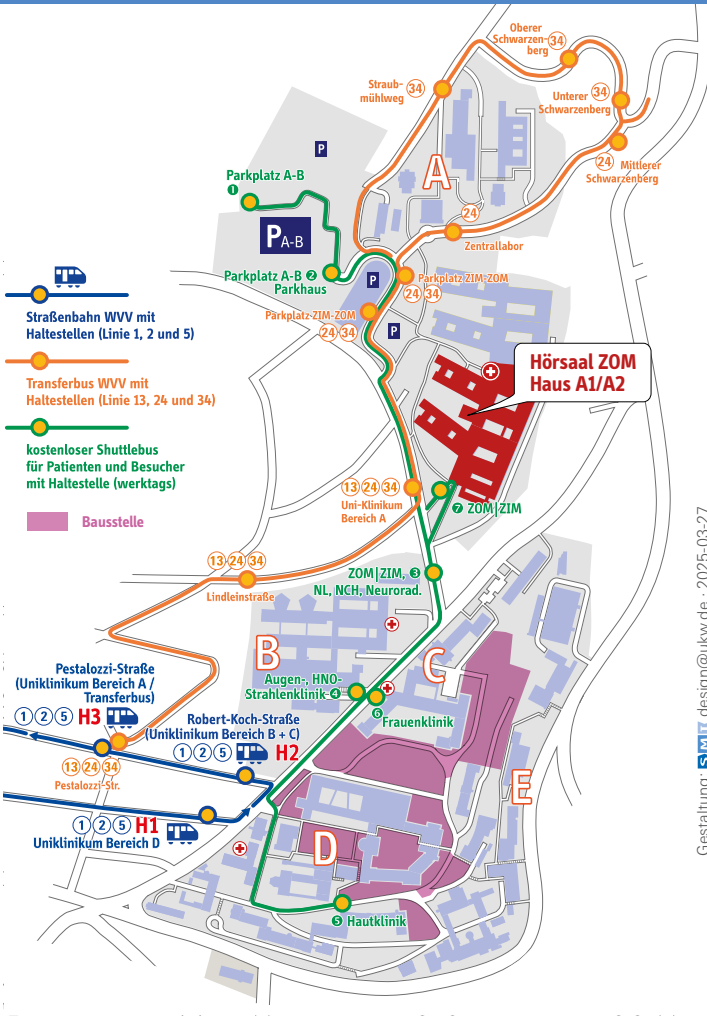 Oberer
Schwarzen-
berg
34
Straub-
mühlweg
34
Unterer
Schwarzenberg
34
24
Mittlerer
Schwarzenberg
P
A
Parkplatz A-B
1
24
Zentrallabor
P A-B
Parkplatz A-B 2
Parkhaus
P
Parkplatz ZIM-ZOM
24 34
Parkplatz ZIM-ZOM
24 34
P
Straßenbahn WVV mit
Haltestellen (Linie 1, 2 und 5)
Transferbus WVV mit
Haltestellen (Linie 13, 24 und 34)
kostenloser Shuttlebus
für Patienten und Besucher
mit Haltestelle (werktags)
Bausstelle
Hörsaal ZOM
Haus A1/A2
13 24 34
Uni-Klinikum
Bereich A
7 ZOM|ZIM
13 24 34
Lindleinstraße
ZOM|ZIM, 3
NL, NCH, Neurorad.
B
C
Augen-, HNO-
Strahlenklinik 4
6
Frauenklinik
Pestalozzi-Straße
(Uniklinikum Bereich A /
Transferbus)
1 2 5 H3
Robert-Koch-Straße
(Uniklinikum Bereich B + C)
1 2 5 H2
13 24 34
Pestalozzi-Str.
E
1 2 5 H1
Uniklinikum Bereich D
D
5 Hautklinik
Gestaltung: SMI design@ukw.de · 2025-03-27